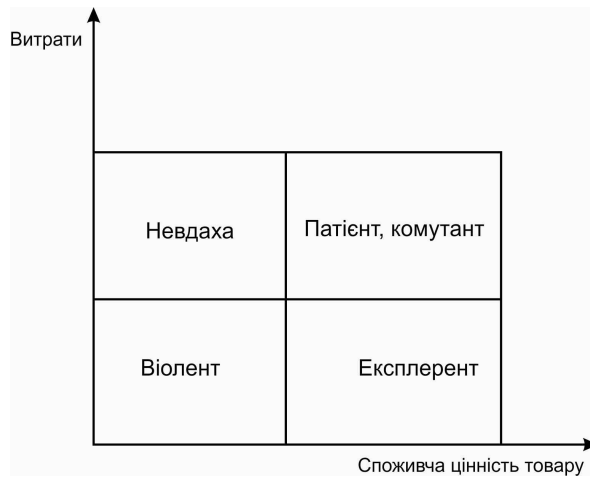 Витрати
Невдаха
Патієнт, комутант
Віолент
Експлерент
Споживча цінність товару